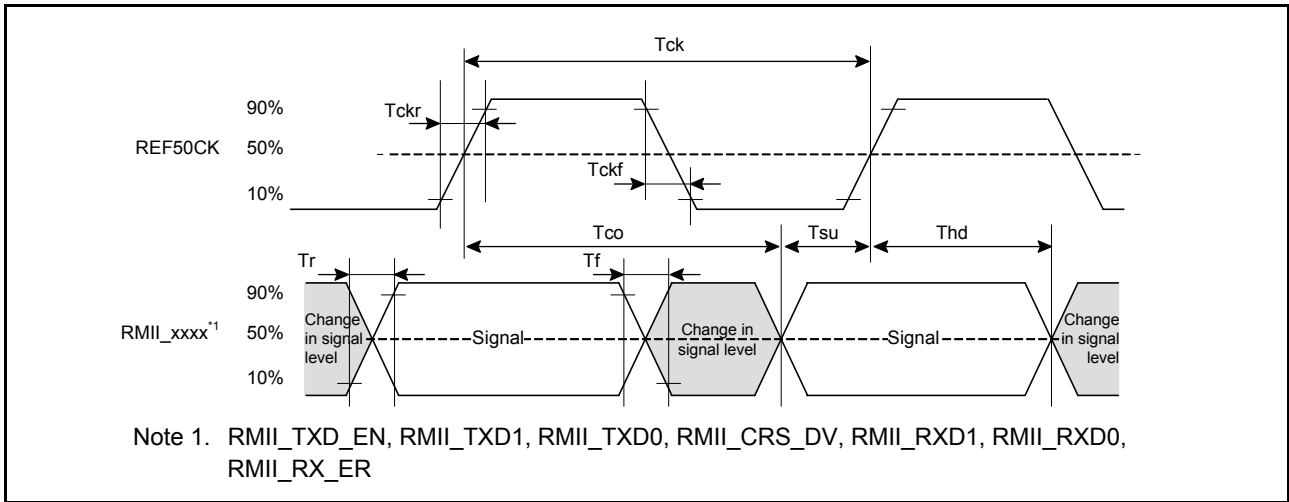 Tck
90%
Tckr
REF50CK 50%
Tckf
10%
Tco Tsu Thd
Tr Tf
90%
Change in signal level
Change in signal level
Change in signal level
RMII_xxxx*1 50% Signal Signal
10%
Note 1. RMII_TXD_EN, RMII_TXD1, RMII_TXD0, RMII_CRS_DV, RMII_RXD1, RMII_RXD0,
RMII_RX_ER